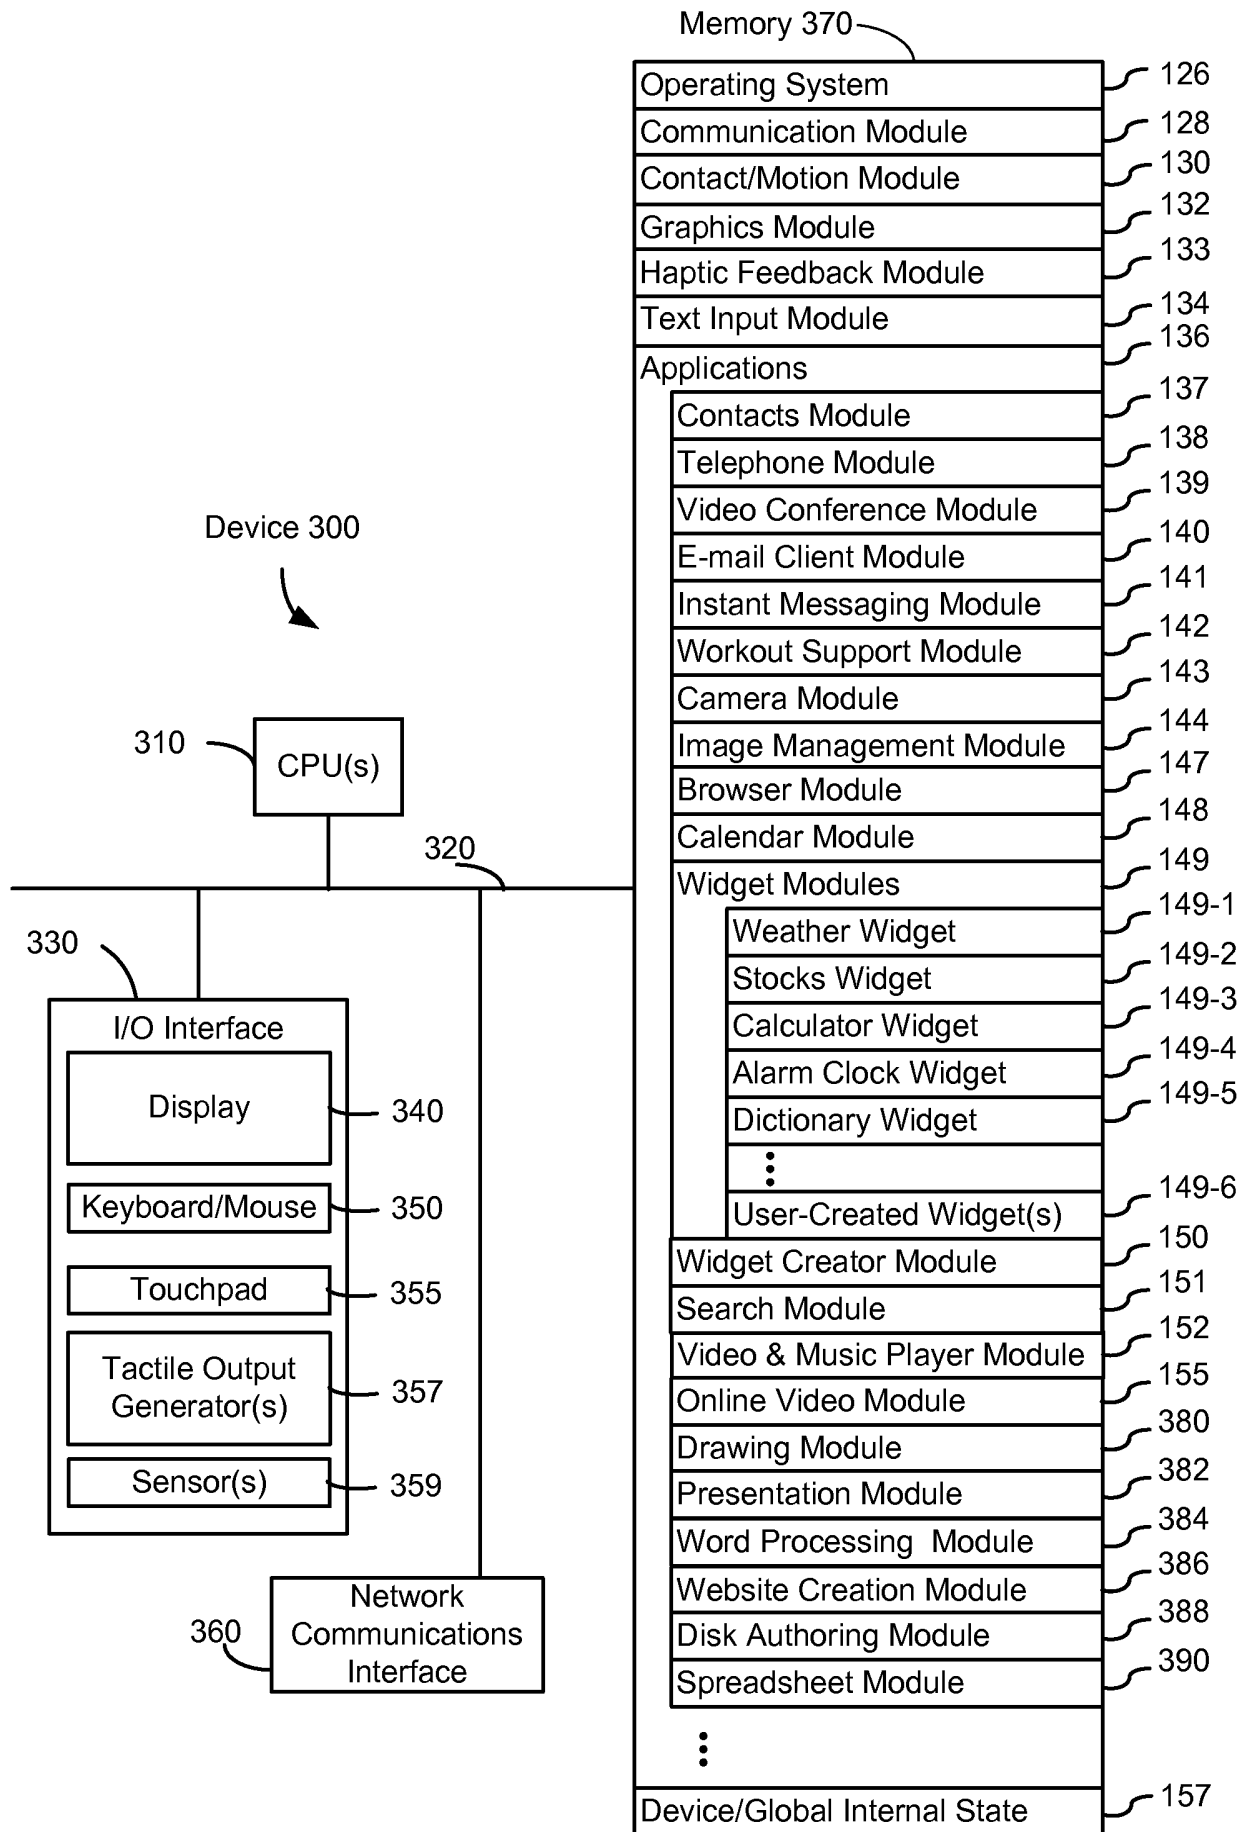 Memory 370
Operating System 126
Communication Module 128
Contact/Motion Module 130
Graphics Module 132
Haptic Feedback Module 133
Text Input Module 134
Applications 136
Contacts Module 137
Telephone Module 138
Video Conference Module 139
E-mail Client Module 140
Instant Messaging Module 141
Workout Support Module 142
Camera Module 143
Image Management Module 144
Browser Module 147
Calendar Module 148
Widget Modules 149
Weather Widget 149-1
Stocks Widget 149-2
Calculator Widget 149-3
Alarm Clock Widget 149-4
Dictionary Widget 149-5
User-Created Widget(s) 149-6
Widget Creator Module 150
Search Module 151
Video & Music Player Module 152
Online Video Module 155
Drawing Module 380
Presentation Module 382
Word Processing Module 384
Website Creation Module 386
Disk Authoring Module 388
Spreadsheet Module 390
Device/Global Internal State 157
Device 300
310
CPU(s)
320
330
I/O Interface
Display 340
Keyboard/Mouse 350
Touchpad 355
Tactile Output
Generator(s) 357
Sensor(s) 359
360
Network
Communications
Interface